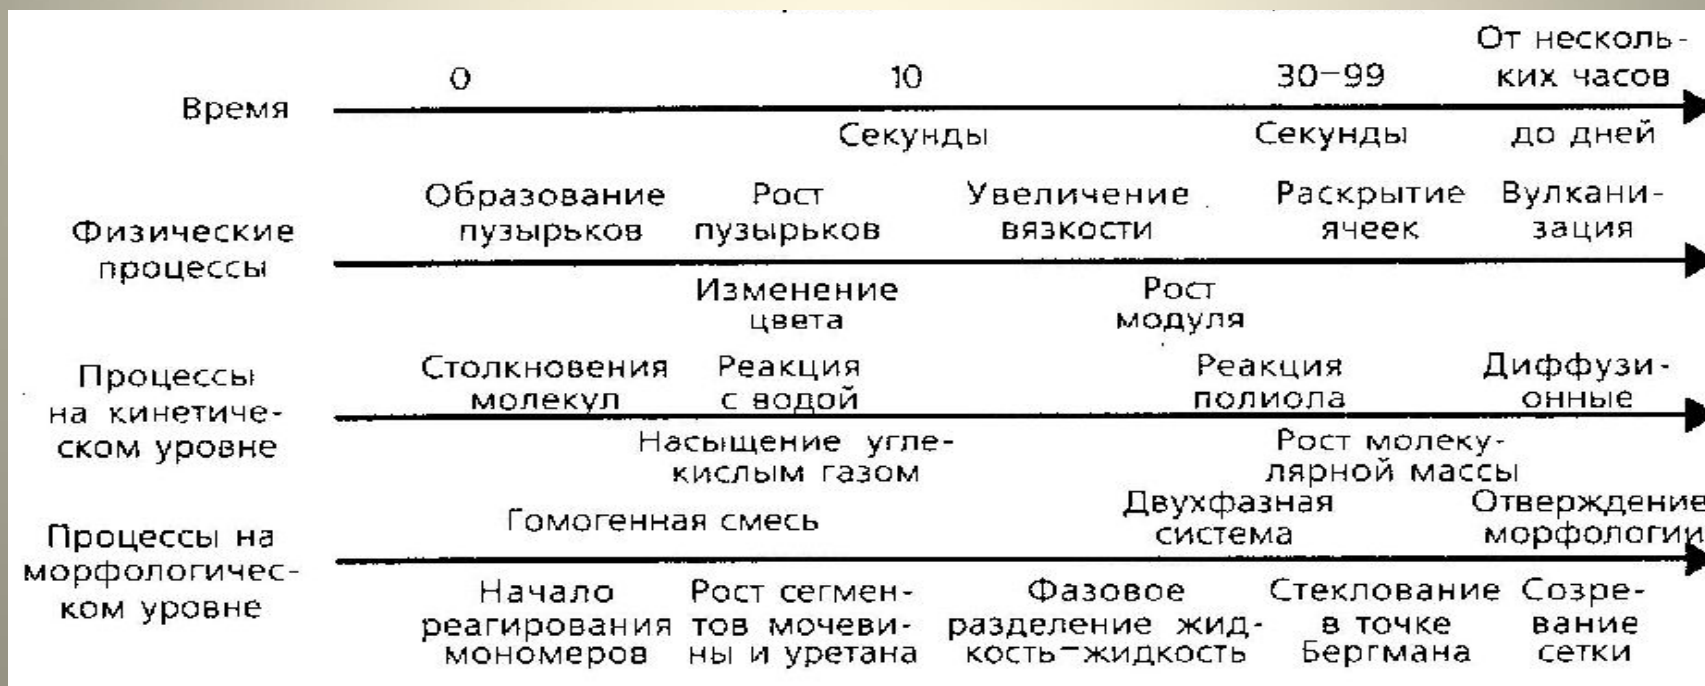 От несколь-
0 10 30–99 ких часов
Время
Секунды Секунды до дней
Образование Рост Увеличение Раскрытие Вулкани-
пузырьков пузырьков вязкости ячеек зация
Физические
процессы
Изменение Рост
цвета модуля
Столкновения Реакция Реакция Диффузи-
молекул с водой полиола онные
Процессы
на кинетиче-
ском уровне
Насыщение угле- Рост молеку-
кислым газом лярной массы
Гомогенная смесь Двухфазная Отверждение
система морфологии
Процессы на
морфологичес-
ком уровне
Начало Рост сегмен- Фазовое Стеклование Созре-
реагирования тов мочеви- разделение жид- в точке вание
мономеров ны и уретана кость–жидкость Бергмана сетки